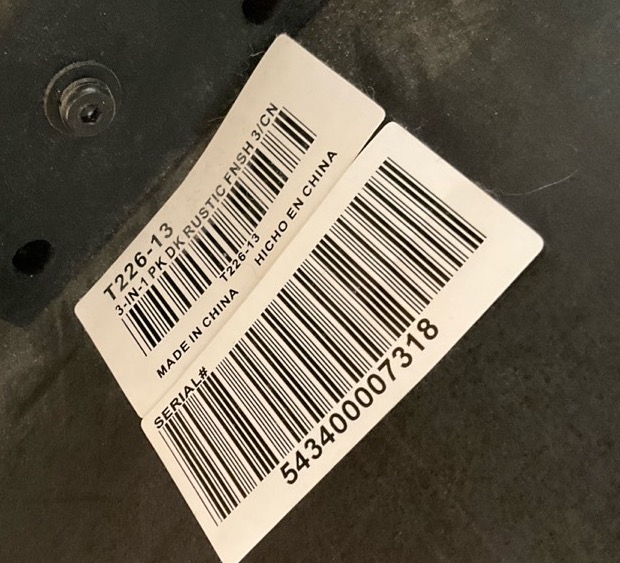 T226-13
3-IN-1 PK DK RUSTIC FNSH 3/CN
T226-13
MADE IN CHINA HICHO EN CHINA
SERIAL#
543400007318